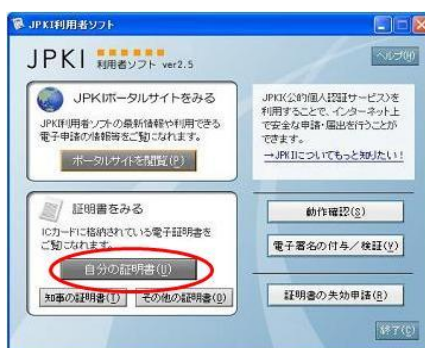 JPKI利用者ソフト
JPKI 利用者ソフト ver2.5
ヘルプ(H)
JPKIポータルサイトをみる
JPKI利用者ソフトの最新情報や利用できる
電子申請の情報等をご覧になれます。
ポータルサイトを閲覧(P)
JPKI(公的個人認証サービス)を
利用することで、インターネット上
で安全な申請・届出を行うことが
できます。
→JPKIについてもっと知りたい!
証明書をみる
ICカードに格納されている電子証明書を
ご覧になれます。
自分の証明書(U)
知事の証明書(T)
その他の証明書(O)
動作確認(S)
電子署名の付与/検証(V)
証明書の失効申請(R)
終了(C)